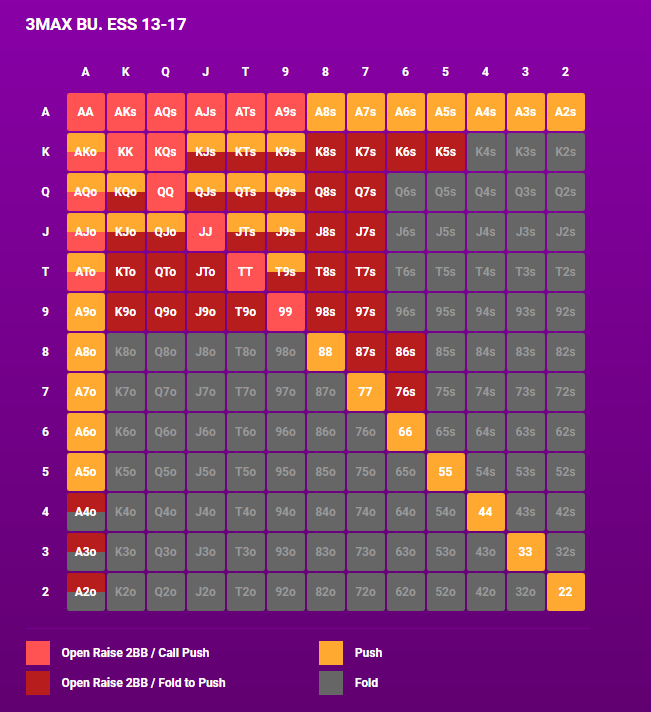 3MAX BU. ESS 13-17
A K Q J T 9 8 7 6 5 4 3 2
A AA AKs AQs AJs ATs A9s A8s A7s A6s A5s A4s A3s A2s
K AKo KK KQs KJs KTs K9s K8s K7s K6s K5s K4s K3s K2s
Q AQo KQo QQ QJs QTs Q9s Q8s Q7s Q6s Q5s Q4s Q3s Q2s
J AJo KJo QJo JJ JTs J9s J8s J7s J6s J5s J4s J3s J2s
T ATo KTo QTo JTo TT T9s T8s T7s T6s T5s T4s T3s T2s
9 A9o K9o Q9o J9o T9o 99 98s 97s 96s 95s 94s 93s 92s
8 A8o K8o Q8o J8o T8o 98o 88 87s 86s 85s 84s 83s 82s
7 A7o K7o Q7o J7o T7o 97o 87o 77 76s 75s 74s 73s 72s
6 A6o K6o Q6o J6o T6o 96o 86o 76o 66 65s 64s 63s 62s
5 A5o K5o Q5o J5o T5o 95o 85o 75o 65o 55 54s 53s 52s
4 A4o K4o Q4o J4o T4o 94o 84o 74o 64o 54o 44 43s 42s
3 A3o K3o Q3o J3o T3o 93o 83o 73o 63o 53o 43o 33 32s
2 A2o K2o Q2o J2o T2o 92o 82o 72o 62o 52o 42o 32o 22
Open Raise 2BB / Call Push Push
Open Raise 2BB / Fold to Push Fold